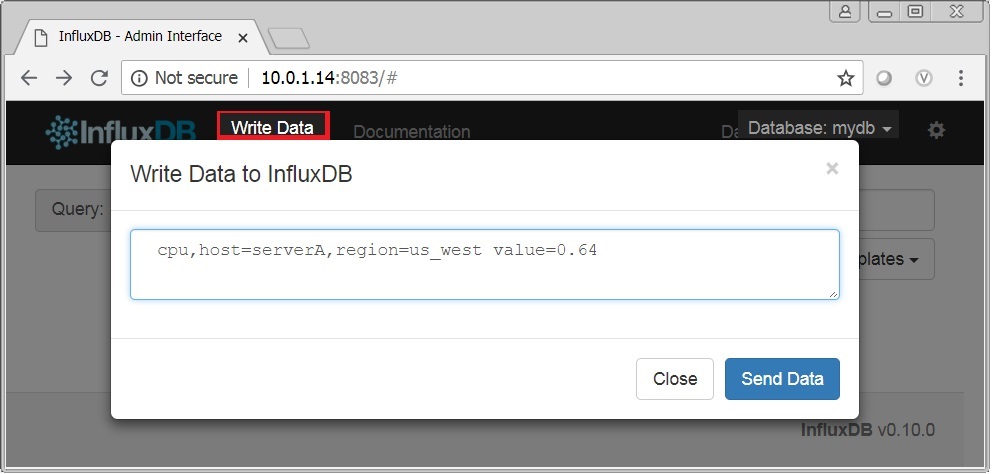 InfluxDB - Admin Interface
Not secure 10.0.1.14:8083/#
InfluxDB Write Data Documentation Da Database: mydb
Write Data to InfluxDB
Query:
cpu,host=serverA,region=us_west value=0.64
plates
Close Send Data
InfluxDB v0.10.0